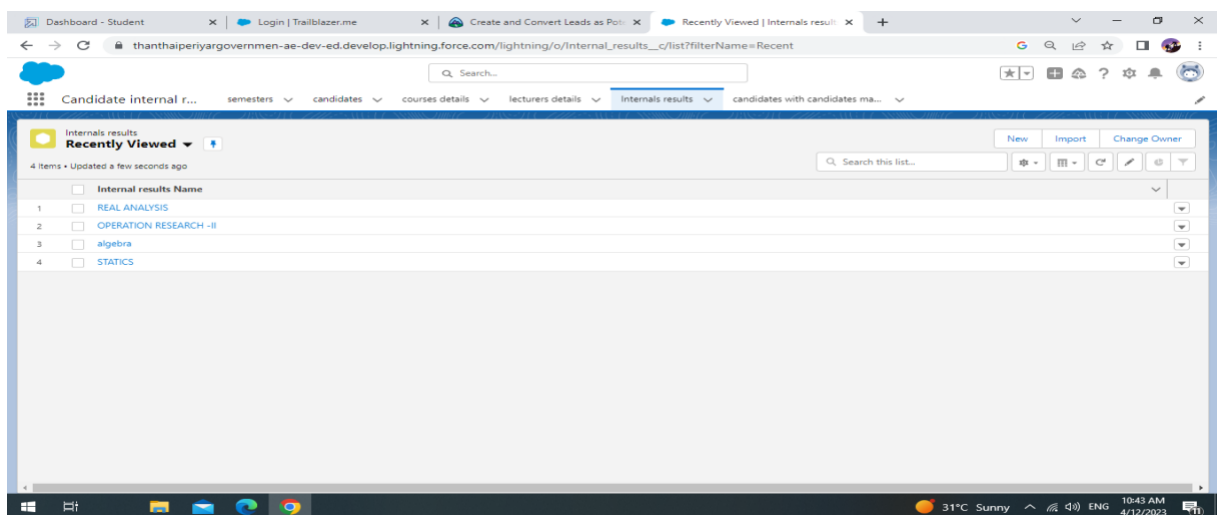 Dashboard - Student
Login | Trailblazer.me
Create and Convert Leads as Pote
Recently Viewed | Internals result
thanthaiperiyargovernmen-ae-dev-ed.develop.lightning.force.com/lightning/o/Internal_results__c/list?filterName=Recent
Search...
Candidate internal r... semesters candidates courses details lecturers details Internals results candidates with candidates ma...
Internals results
Recently Viewed
New Import Change Owner
4 items • Updated a few seconds ago
Search this list...
Internal results Name
1 REAL ANALYSIS
2 OPERATION RESEARCH -II
3 algebra
4 STATICS
31°C Sunny ENG
10:43 AM
4/12/2023